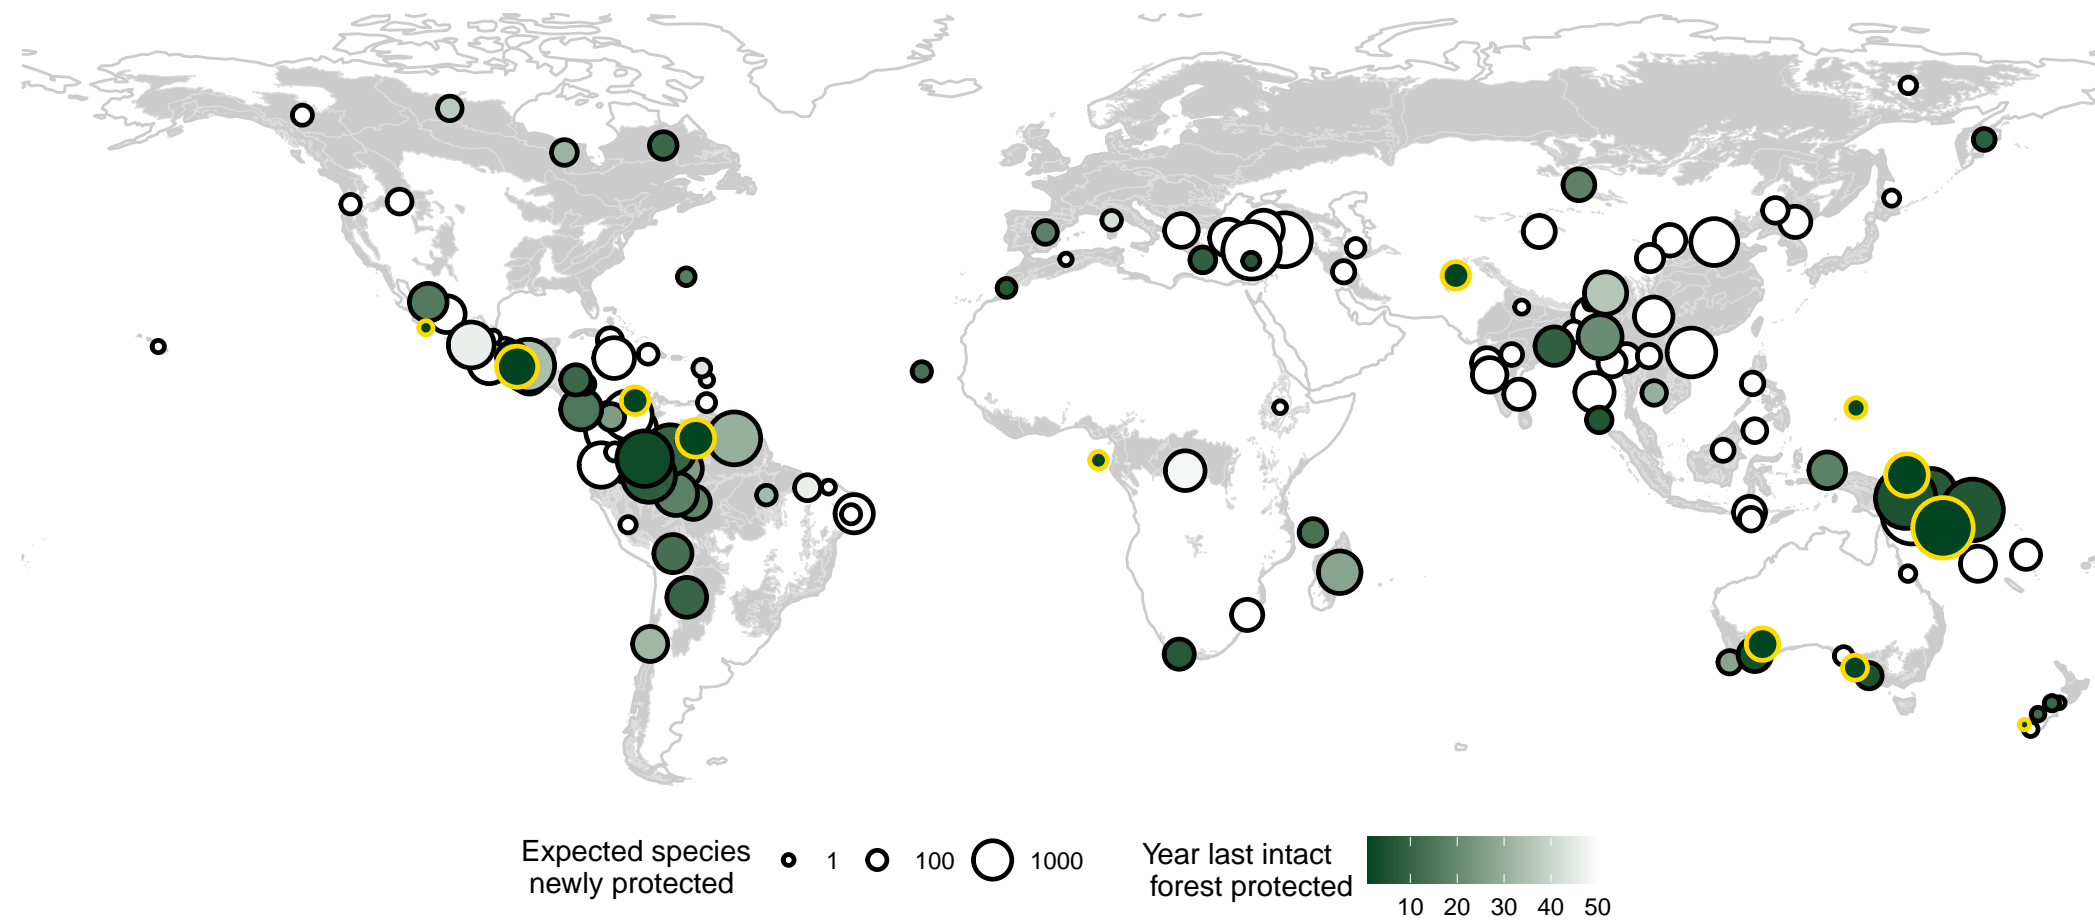 Expected species
newly protected
1
100
1000
Year last intact
forest protected
10 20 30 40 50